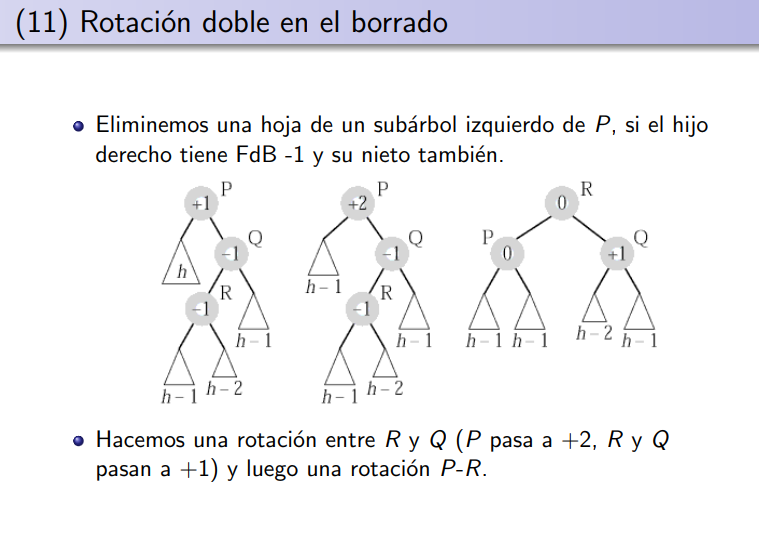 (11) Rotación doble en el borrado
Eliminemos una hoja de un subárbol izquierdo de P, si el hijo
derecho tiene FdB -1 y su nieto también.
P
+1
Q
−1
h
R
−1
h − 1
h − 1
h − 2
P
+2
Q
−1
h − 1
R
−1
h − 1
h − 1
h − 2
R
0
P
0
Q
+1
h − 1
h − 1
h − 2
h − 1
Hacemos una rotación entre R y Q (P pasa a +2, R y Q
pasan a +1) y luego una rotación P-R.